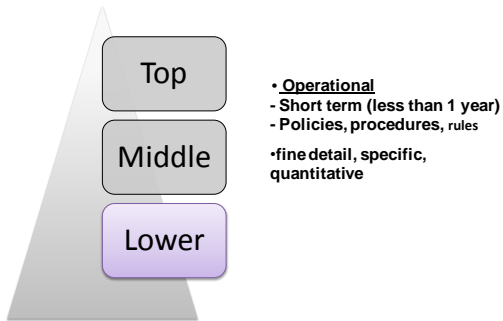 Top
Middle
Lower
• Operational
- Short term (less than 1 year)
- Policies, procedures, rules
•fine detail, specific,
quantitative